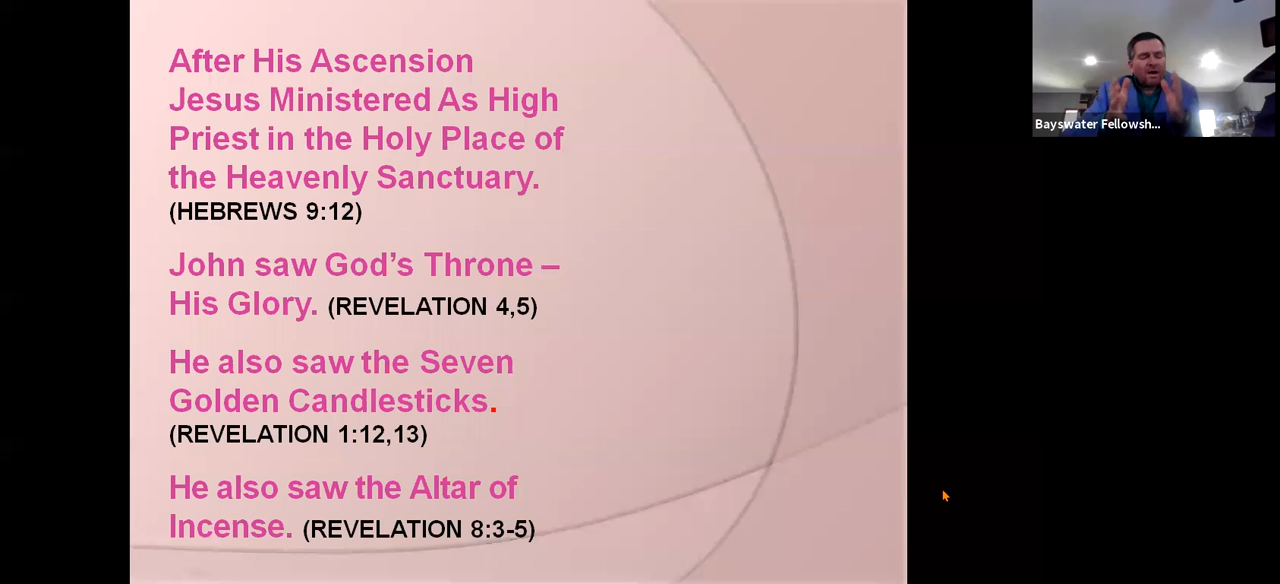 After His Ascension
Jesus Ministered As High
Priest in the Holy Place of
the Heavenly Sanctuary.
(HEBREWS 9:12)
John saw God’s Throne –
His Glory. (REVELATION 4,5)
He also saw the Seven
Golden Candlesticks.
(REVELATION 1:12,13)
He also saw the Altar of
Incense. (REVELATION 8:3-5)
Bayswater Fellowsh...